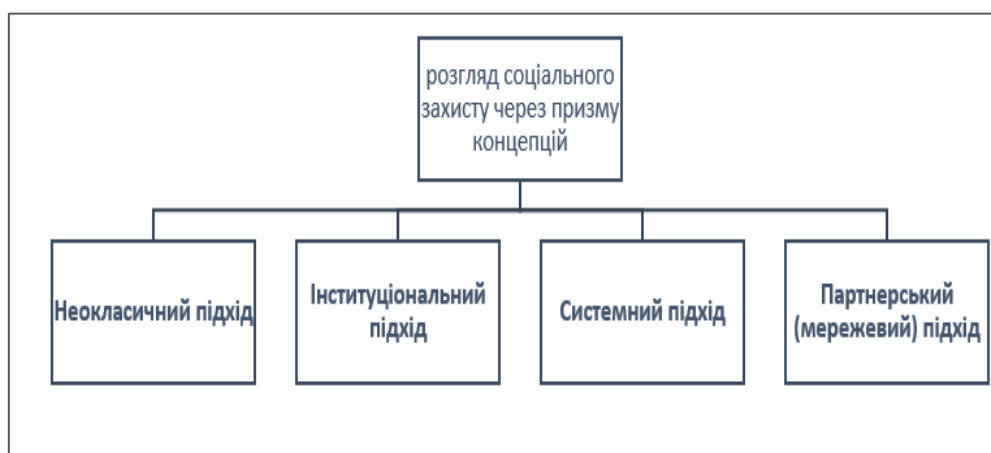 розгляд соціального
захисту через призму
концепцій
Неокласичний підхід
Інституціональний
підхід
Системний підхід
Партнерський
(мережевий) підхід